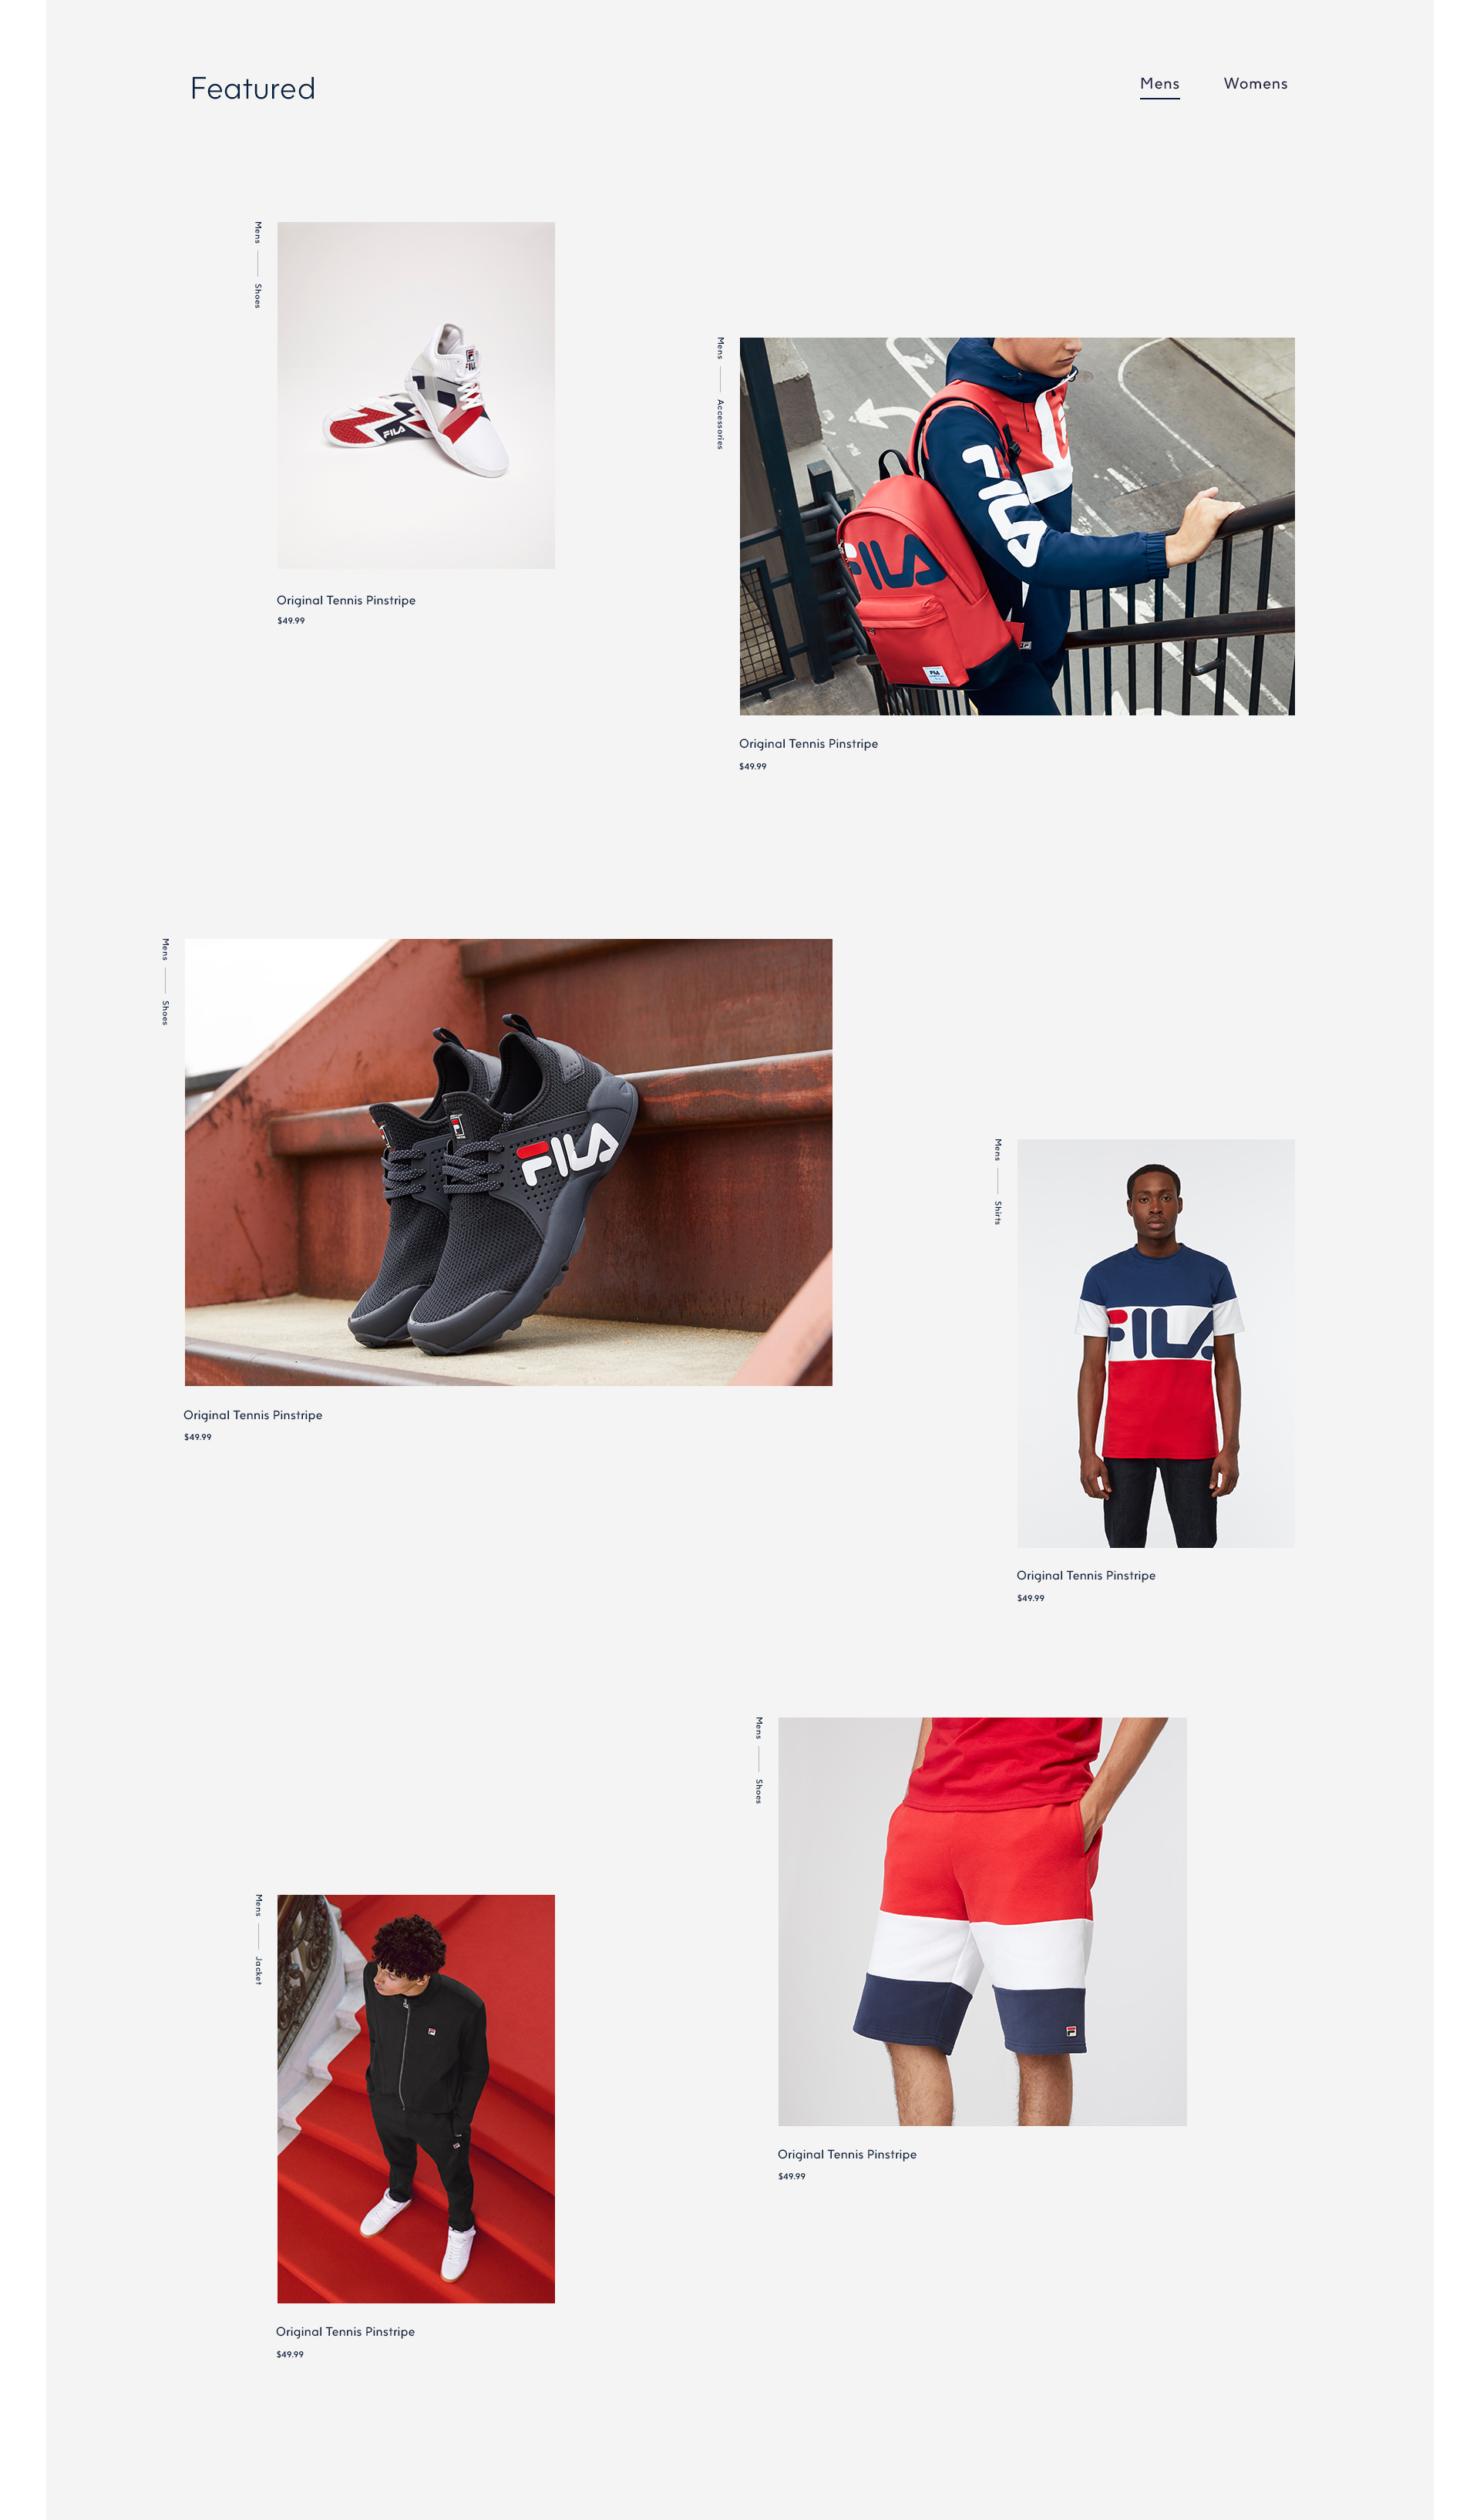 Featured
Mens
Womens
Mens — Shoes
FILA
FILA
Original Tennis Pinstripe
$49.99
Mens — Accessories
FILA
FILA
Original Tennis Pinstripe
$49.99
Mens — Shoes
FILA
Original Tennis Pinstripe
$49.99
Mens — Shirts
FILA
Original Tennis Pinstripe
$49.99
Mens — Shoes
Original Tennis Pinstripe
$49.99
Mens — Jacket
Original Tennis Pinstripe
$49.99